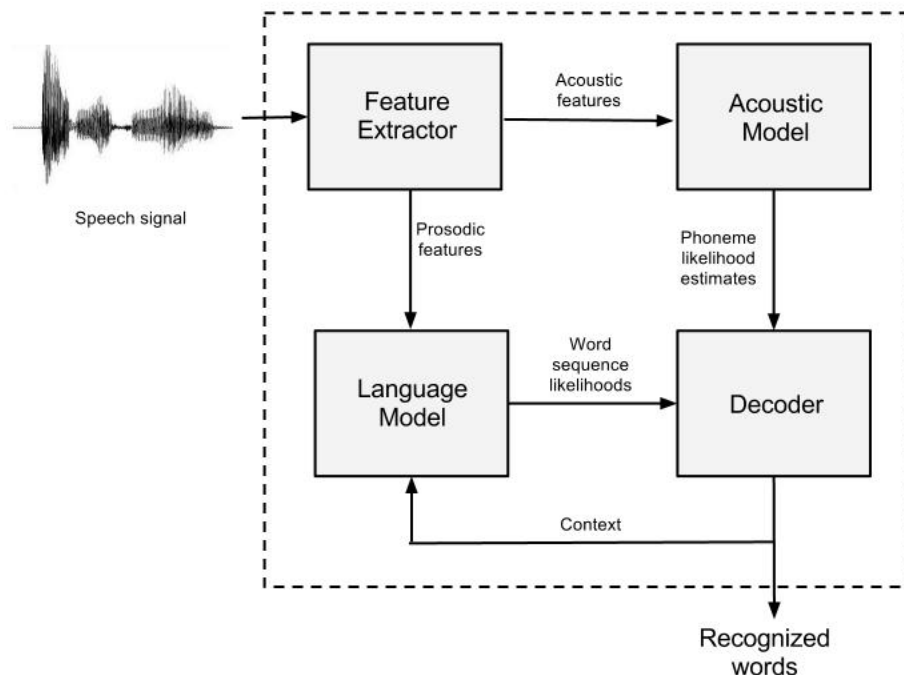 Feature
Extractor
Acoustic
features
Acoustic
Model
Speech signal
Prosodic
features
Phoneme
likelihood
estimates
Language
Model
Word
sequence
likelihoods
Decoder
Context
Recognized
words